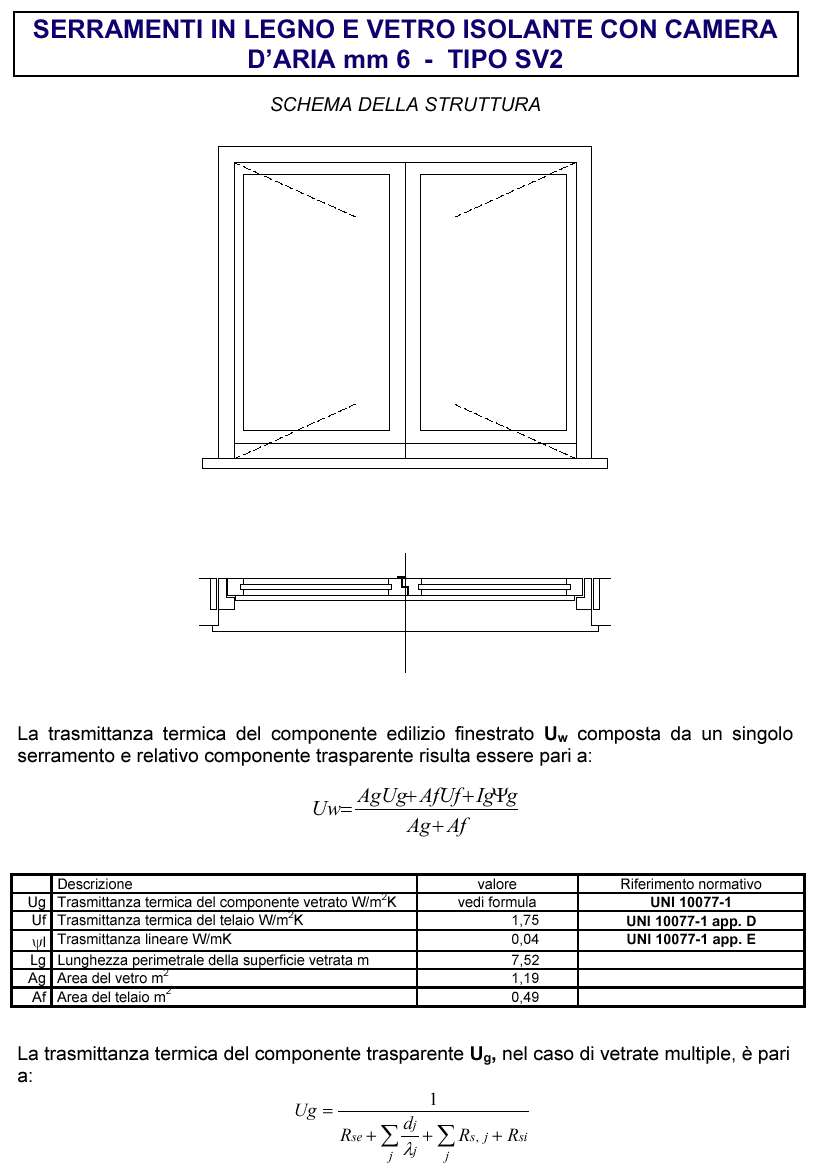 SERRAMENTI IN LEGNO E VETRO ISOLANTE CON CAMERA
D’ARIA mm 6 - TIPO SV2
SCHEMA DELLA STRUTTURA
La trasmittanza termica del componente edilizio finestrato Uw composta da un singolo
serramento e relativo componente trasparente risulta essere pari a:
Uw= AgUg+AfUf+IgΨg / Ag+Af
Descrizione valore Riferimento normativo
Ug Trasmittanza termica del componente vetrato W/m²K vedi formula UNI 10077-1
Uf Trasmittanza termica del telaio W/m²K 1,75 UNI 10077-1 app. D
ψl Trasmittanza lineare W/mK 0,04 UNI 10077-1 app. E
Lg Lunghezza perimetrale della superficie vetrata m 7,52
Ag Area del vetro m² 1,19
Af Area del telaio m² 0,49
La trasmittanza termica del componente trasparente Ug, nel caso di vetrate multiple, è pari
a:
Ug = 1 / Rse + ∑j dj/λj + ∑j Rs, j + Rsi